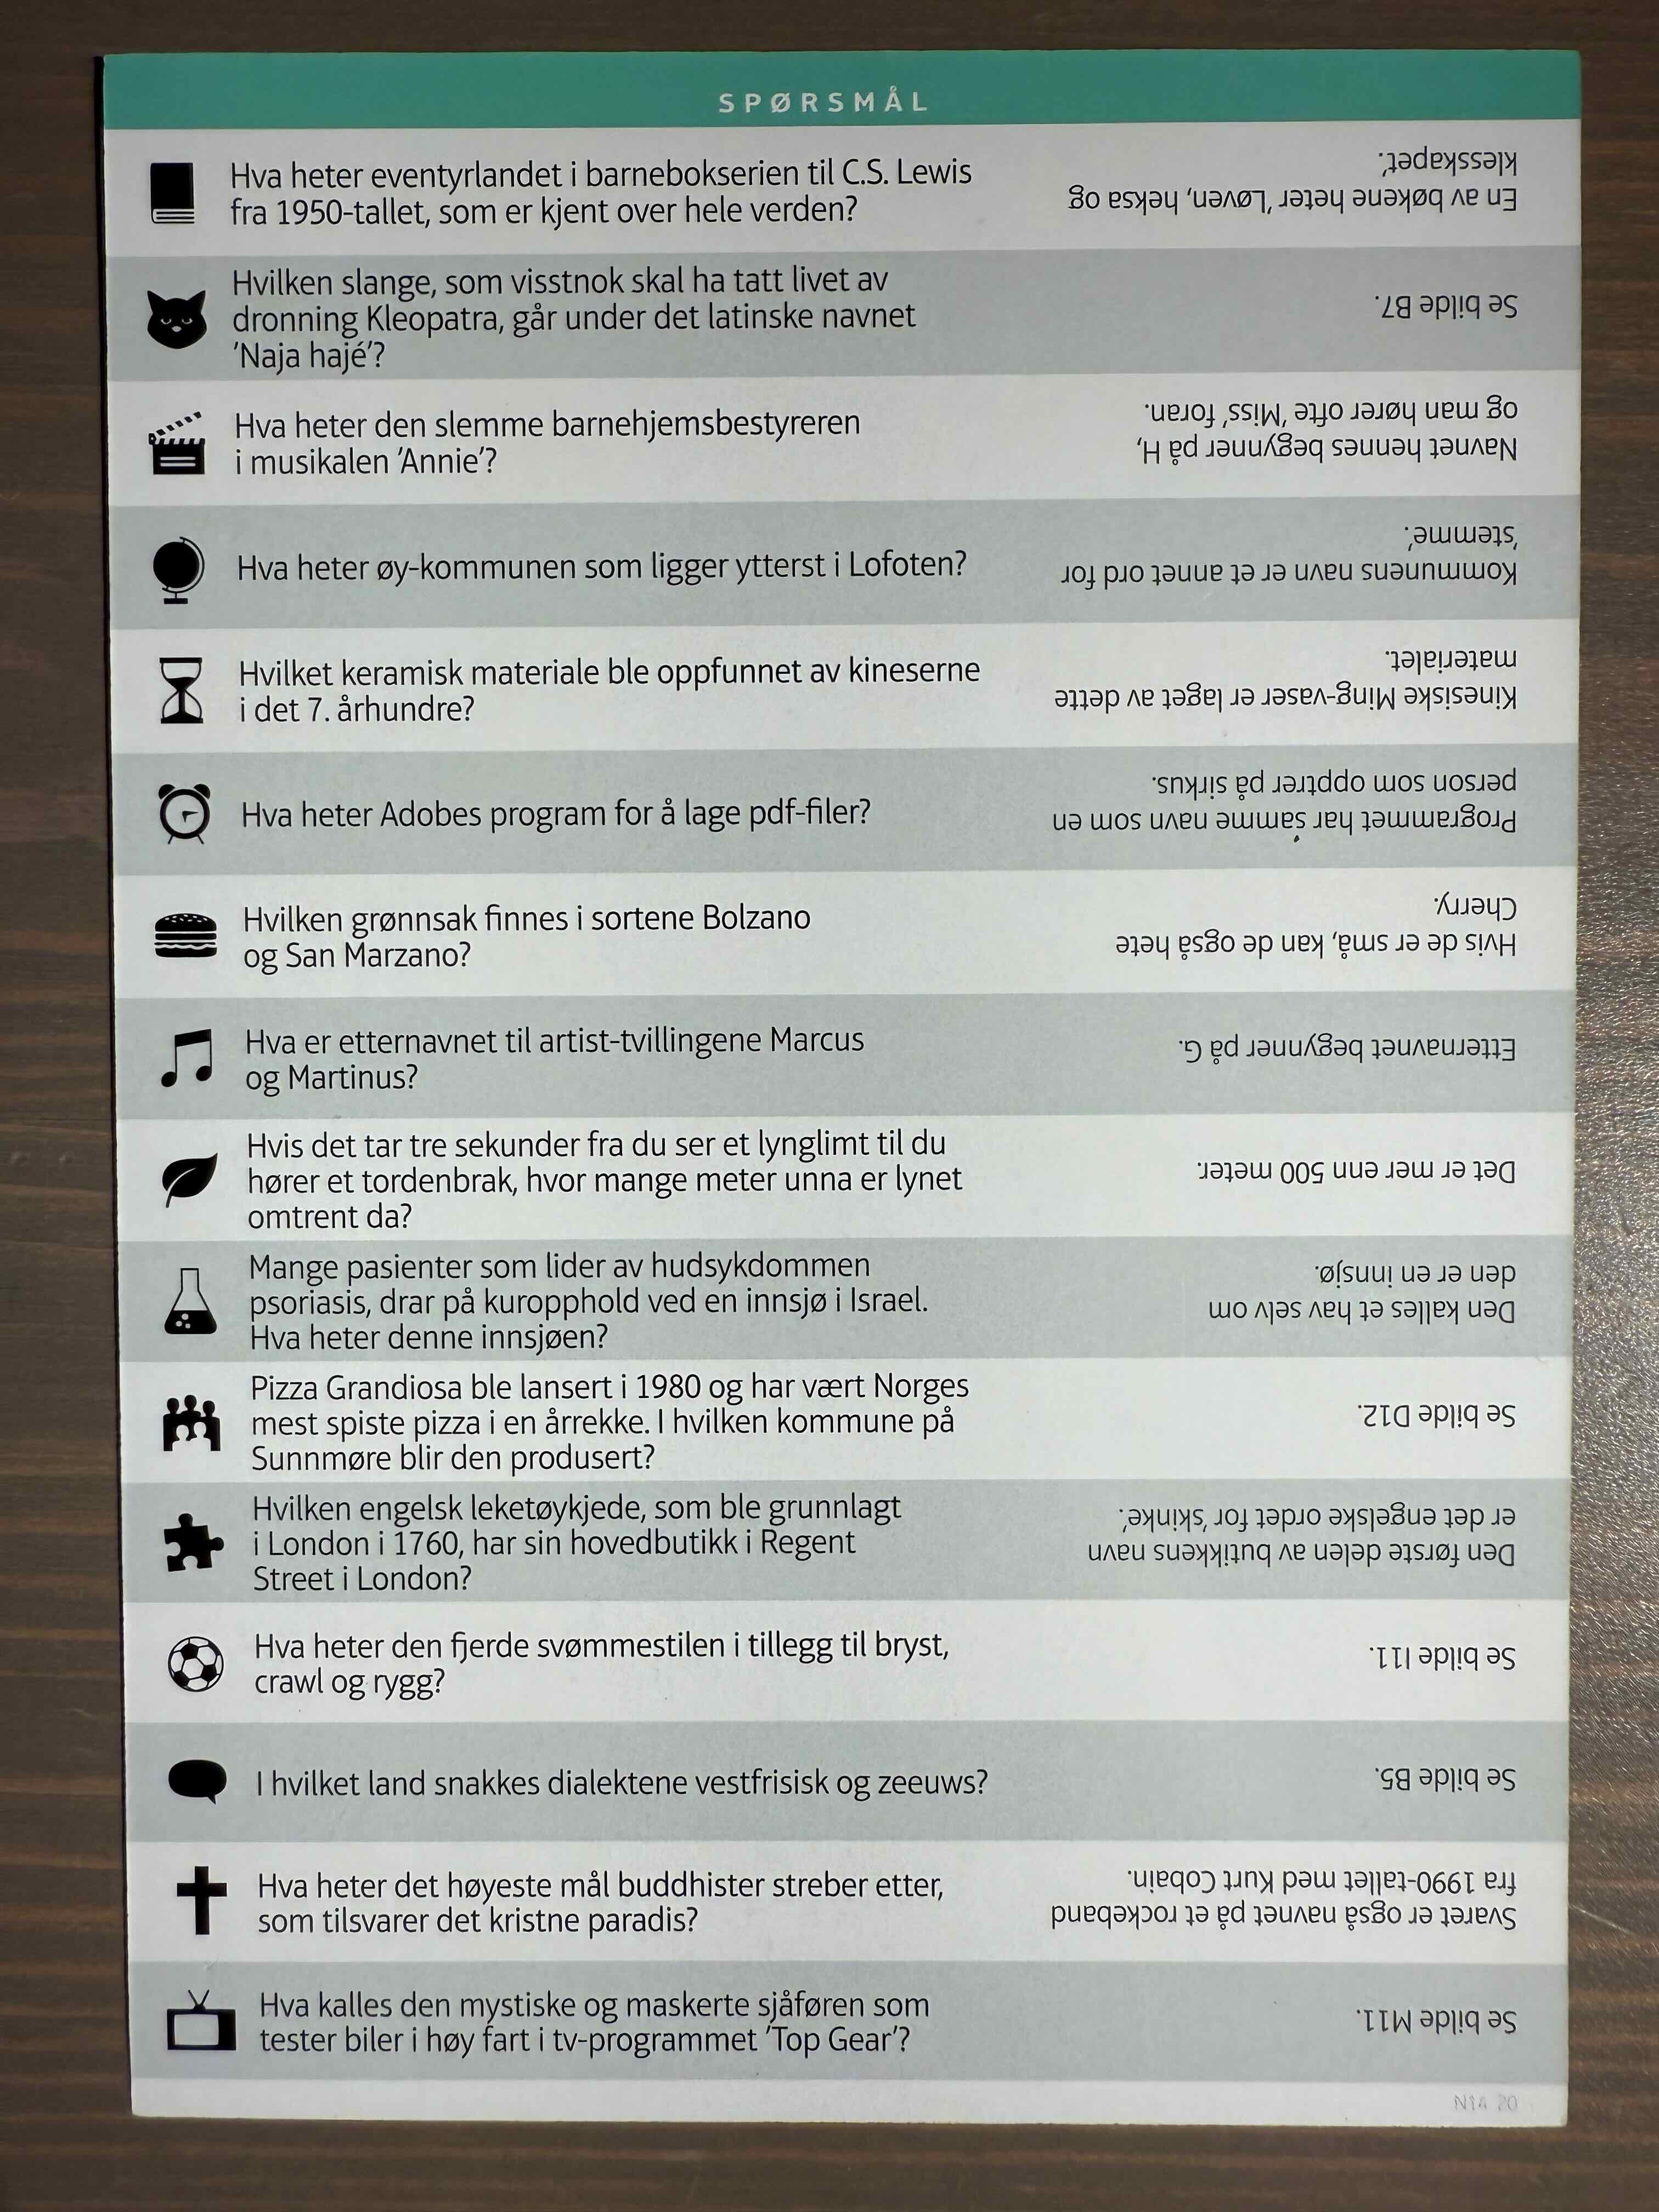 SPØRSMÅL
Hva heter eventyrlandet i barnebokserien til C.S. Lewis
fra 1950-tallet, som er kjent over hele verden?
En av bøkene heter 'Løven, heksa og
klesskapet'.
Hvilken slange, som visstnok skal ha tatt livet av
dronning Kleopatra, går under det latinske navnet
'Naja hajé'?
Se bilde B7.
Hva heter den slemme barnehjemsbestyreren
i musikalen 'Annie'?
Navnet hennes begynner på H,
og man hører ofte 'Miss' foran.
Hva heter øy-kommunen som ligger ytterst i Lofoten?
Kommunens navn er et annet ord for
'stemme'.
Hvilket keramisk materiale ble oppfunnet av kineserne
i det 7. århundre?
Kinesiske Ming-vaser er laget av dette
materialet.
Hva heter Adobes program for å lage pdf-filer?
Programmet har samme navn som en
person som opptrer på sirkus.
Hvilken grønnsak finnes i sortene Bolzano
og San Marzano?
Hvis de er små, kan de også hete
Cherry.
Hva er etternavnet til artist-tvillingene Marcus
og Martinus?
Etternavnet begynner på G.
Hvis det tar tre sekunder fra du ser et lynglimt til du
hører et tordenbrak, hvor mange meter unna er lynet
omtrent da?
Det er mer enn 500 meter.
Mange pasienter som lider av hudsykdommen
psoriasis, drar på kuropphold ved en innsjø i Israel.
Hva heter denne innsjøen?
Den kalles et hav selv om
den er en innsjø.
Pizza Grandiosa ble lansert i 1980 og har vært Norges
mest spiste pizza i en årrekke. I hvilken kommune på
Sunnmøre blir den produsert?
Se bilde D12.
Hvilken engelsk leketøykjede, som ble grunnlagt
i London i 1760, har sin hovedbutikk i Regent
Street i London?
Den første delen av butikkens navn
er det engelske ordet for 'skinke'.
Hva heter den fjerde svømmestilen i tillegg til bryst,
crawl og rygg?
Se bilde I11.
I hvilket land snakkes dialektene vestfrisisk og zeeuws?
Se bilde B5.
Hva heter det høyeste mål buddhister streber etter,
som tilsvarer det kristne paradis?
Svaret er også navnet på et rockeband
fra 1990-tallet med Kurt Cobain.
Hva kalles den mystiske og maskerte sjåføren som
tester biler i høy fart i tv-programmet 'Top Gear'?
Se bilde M11.
N14 20